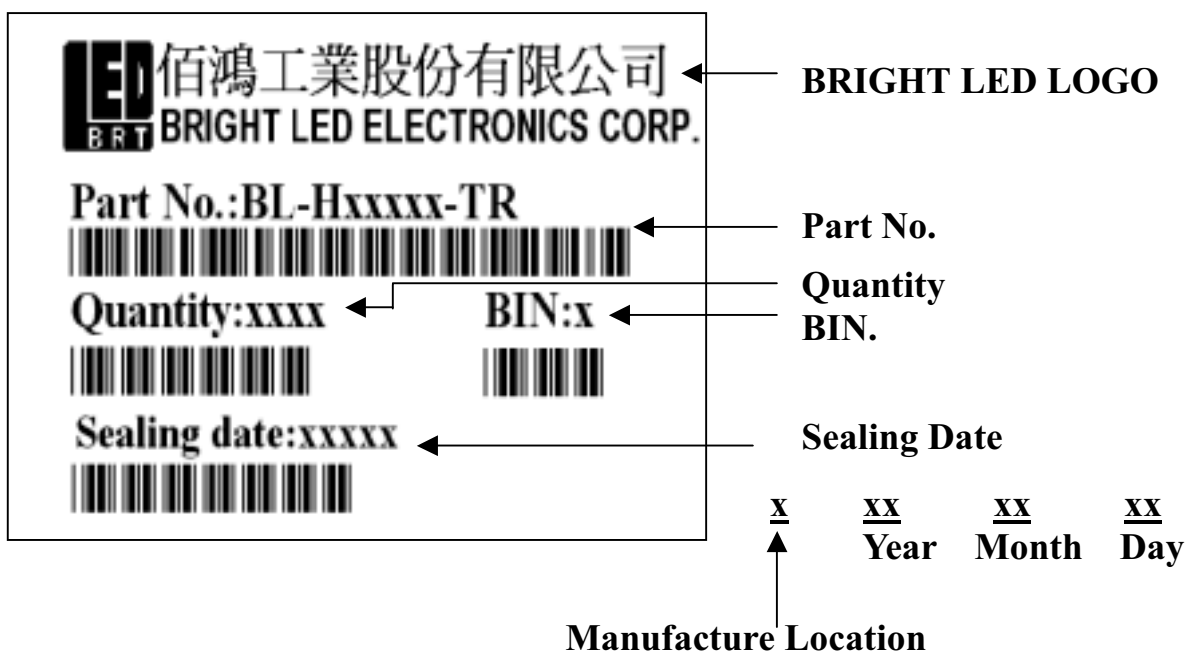 LED 佰鴻工業股份有限公司
BRT BRIGHT LED ELECTRONICS CORP.
BRIGHT LED LOGO
Part No.:BL-Hxxxxx-TR
Part No.
Quantity:xxxx
BIN:x
Quantity
BIN.
Sealing date:xxxxx
Sealing Date
x xx xx xx
Year Month Day
Manufacture Location